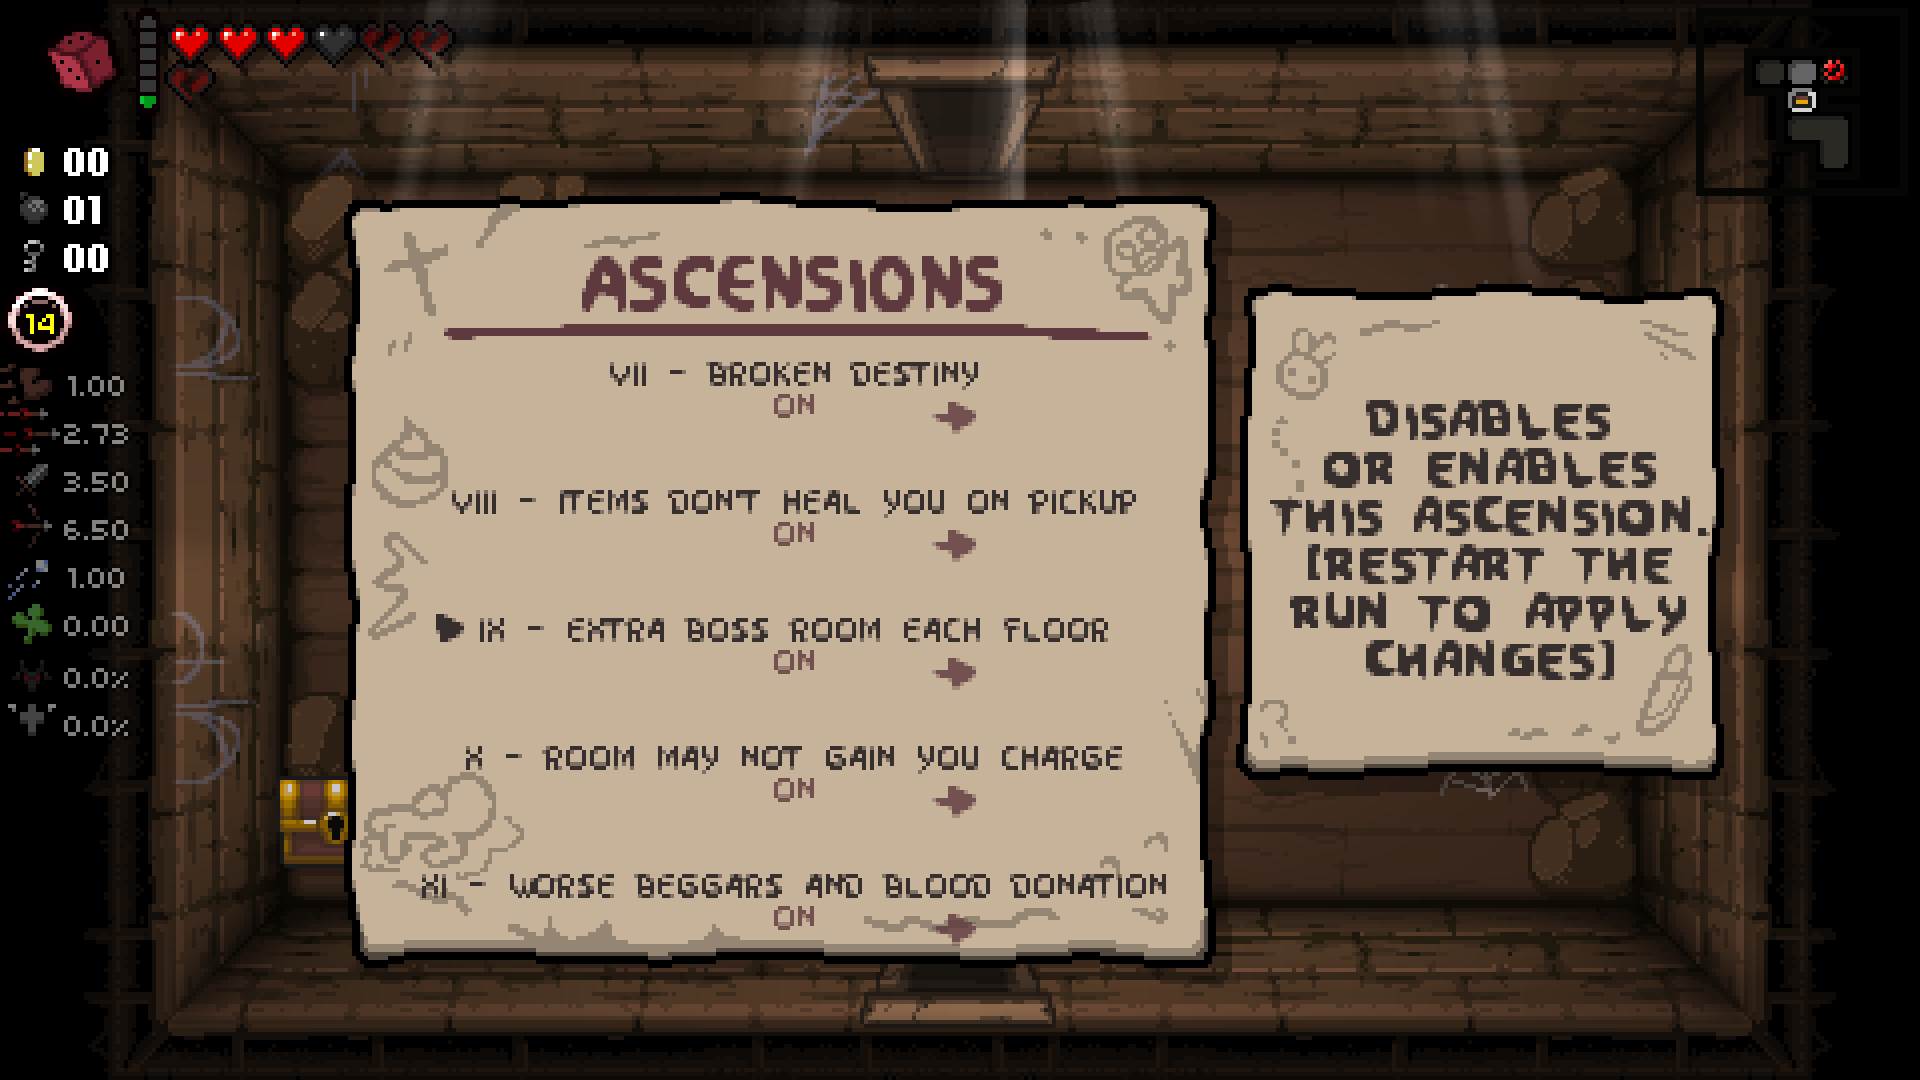 00
01
00
14
1.00
2.73
3.50
6.50
1.00
0.00
0.0%
0.0%
ASCENSIONS
VII - BROKEN DESTINY
ON
VIII - ITEMS DON'T HEAL YOU ON PICKUP
ON
IX - EXTRA BOSS ROOM EACH FLOOR
ON
X - ROOM MAY NOT GAIN YOU CHARGE
ON
XI - WORSE BEGGARS AND BLOOD DONATION
ON
DISABLES
OR ENABLES
THIS ASCENSION.
[RESTART THE
RUN TO APPLY
CHANGES]